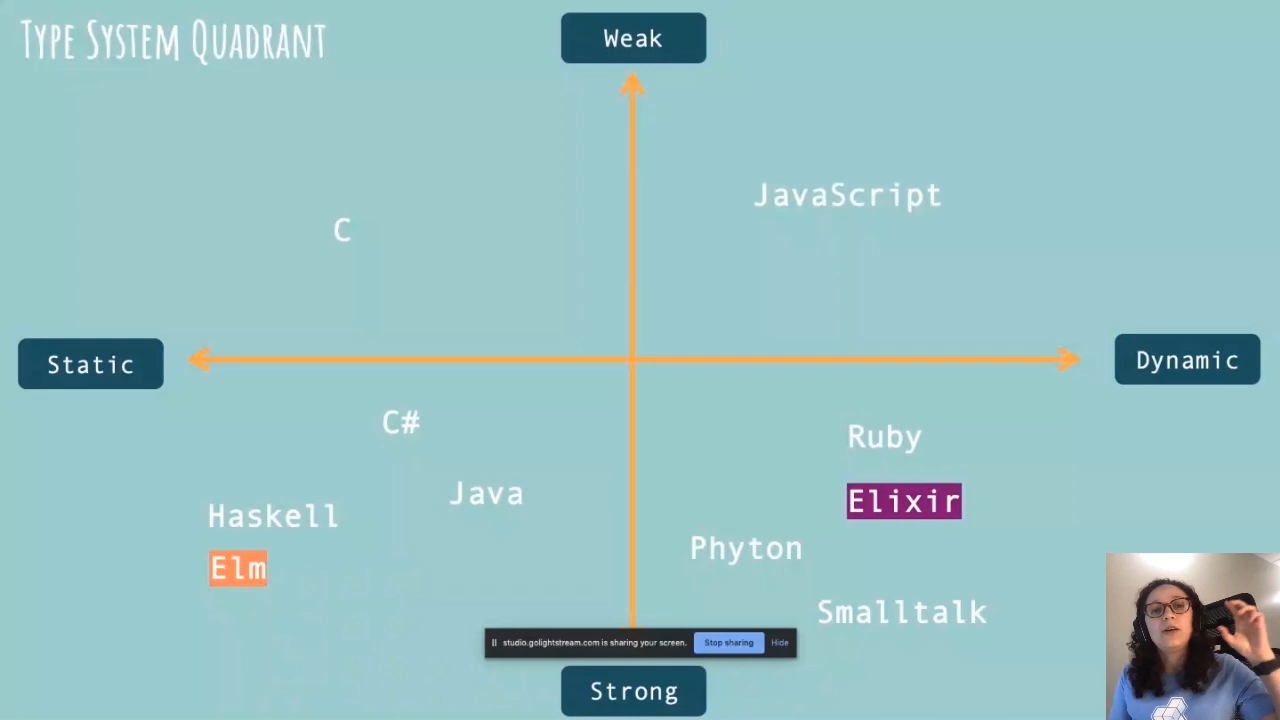 TYPE SYSTEM QUADRANT
Weak
JavaScript
C
Static
Dynamic
C#
Ruby
Java
Elixir
Haskell
Phyton
Elm
Smalltalk
studio.golightstream.com is sharing your screen. Stop sharing Hide
Strong